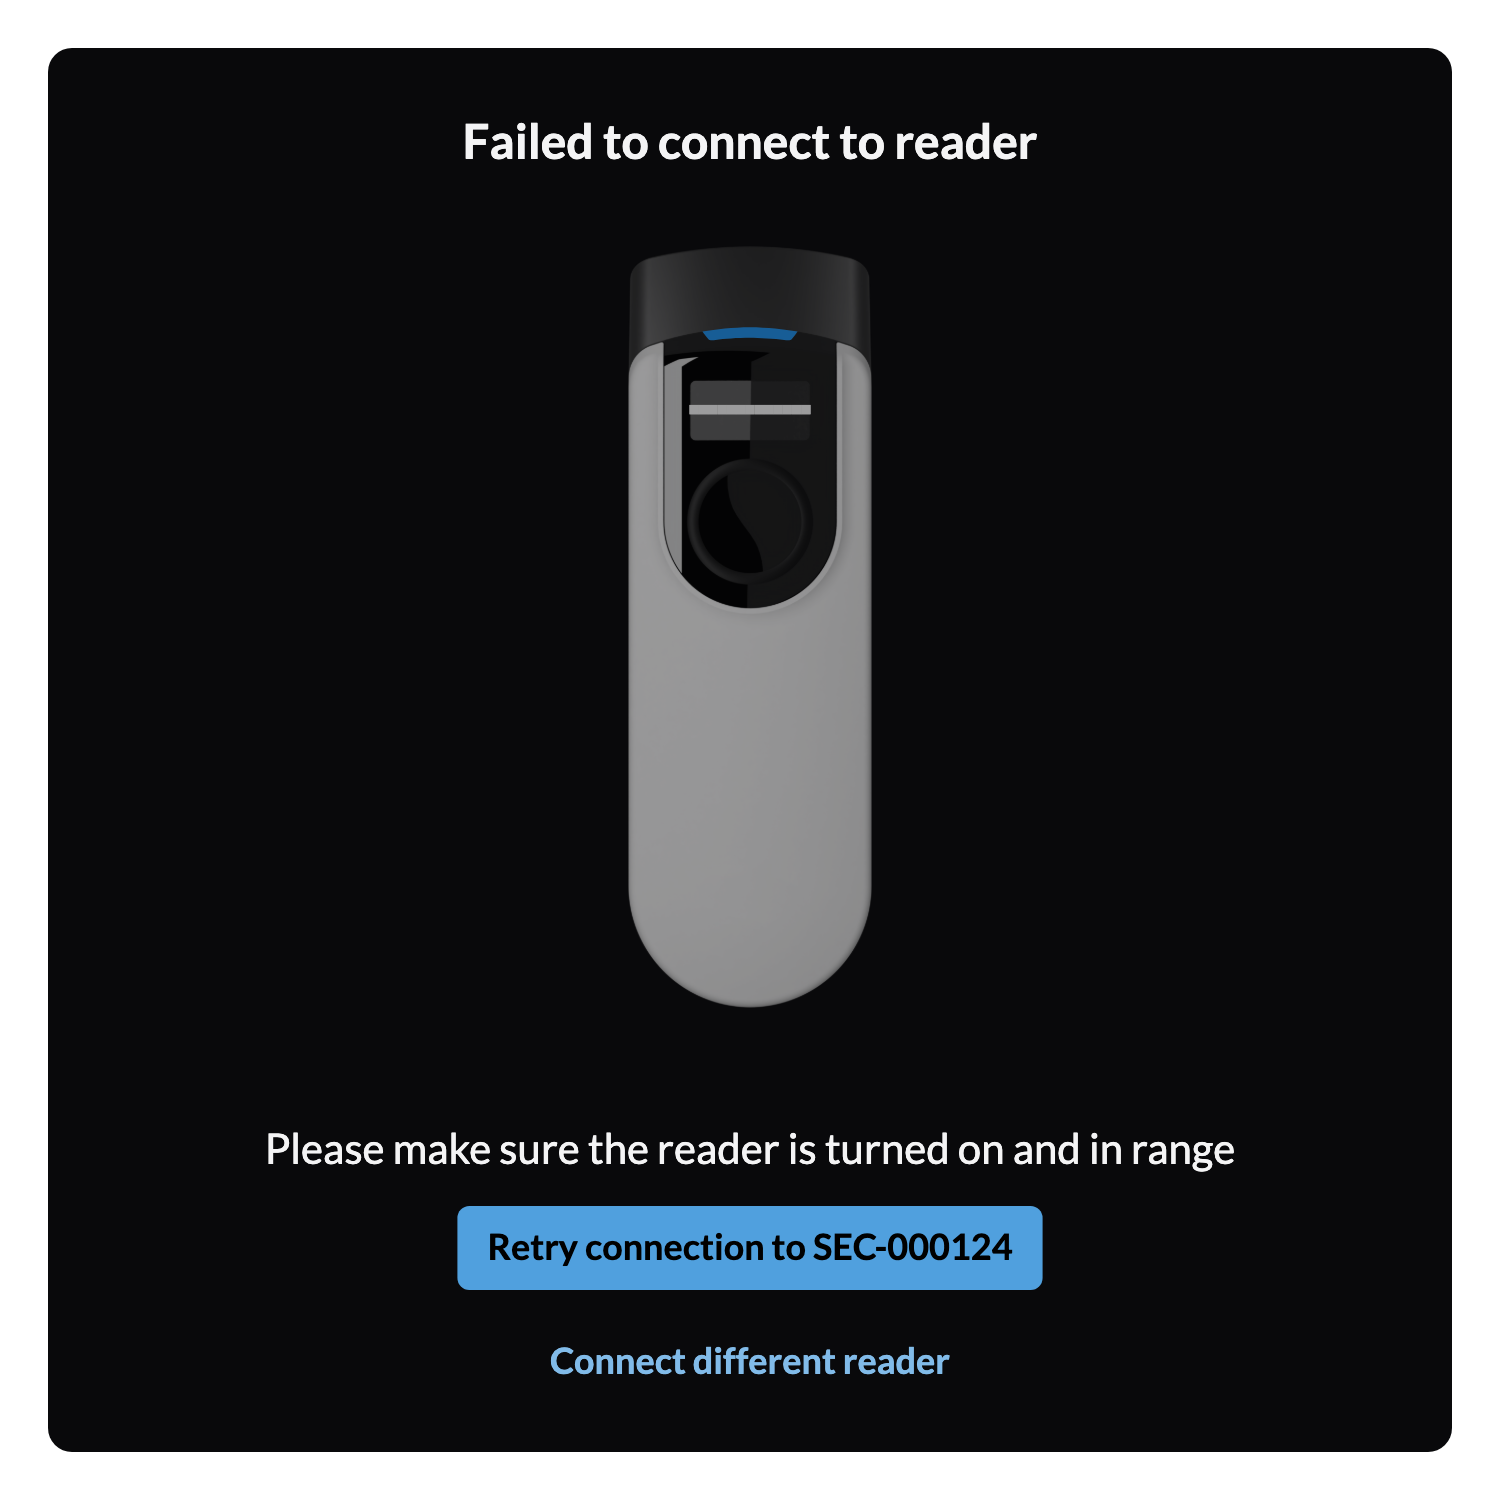 Failed to connect to reader
Please make sure the reader is turned on and in range
Retry connection to SEC-000124
Connect different reader